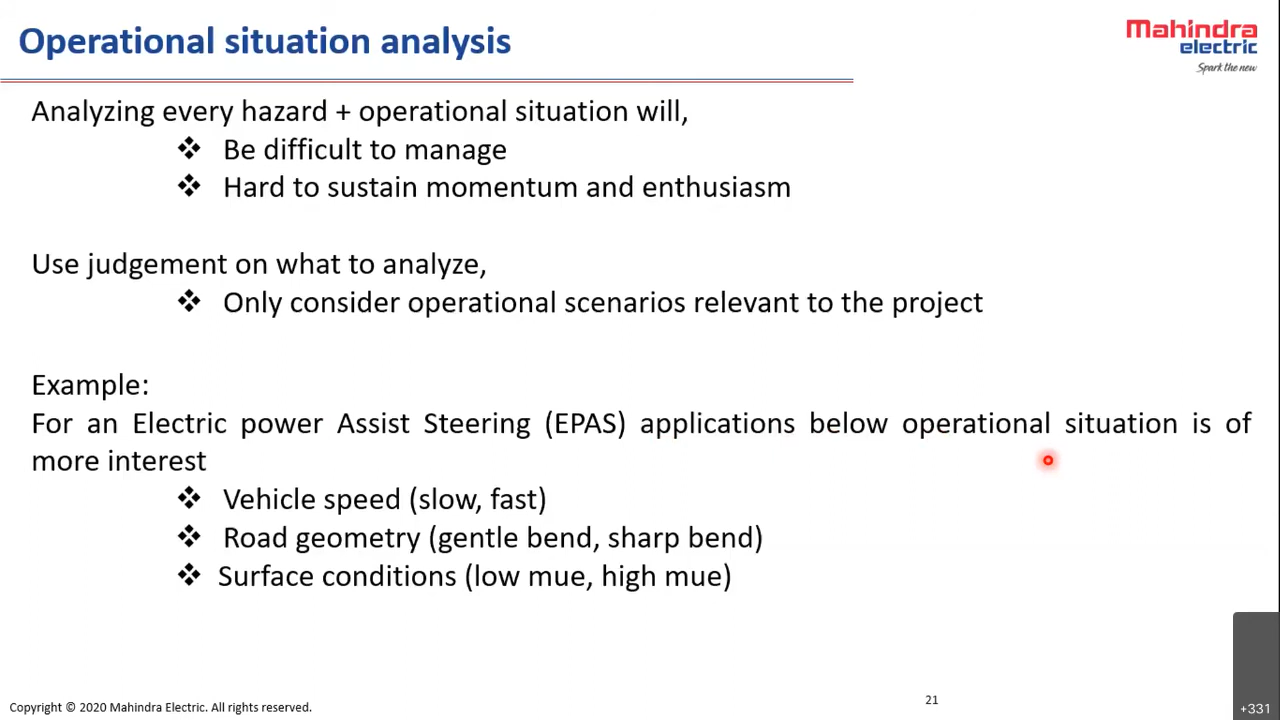 Operational situation analysis
Mahindra
electric
Spark the new
Analyzing every hazard + operational situation will,
❖ Be difficult to manage
❖ Hard to sustain momentum and enthusiasm
Use judgement on what to analyze,
❖ Only consider operational scenarios relevant to the project
Example:
For an Electric power Assist Steering (EPAS) applications below operational situation is of
more interest
❖ Vehicle speed (slow, fast)
❖ Road geometry (gentle bend, sharp bend)
❖ Surface conditions (low mue, high mue)
Copyright © 2020 Mahindra Electric. All rights reserved.
21
+331